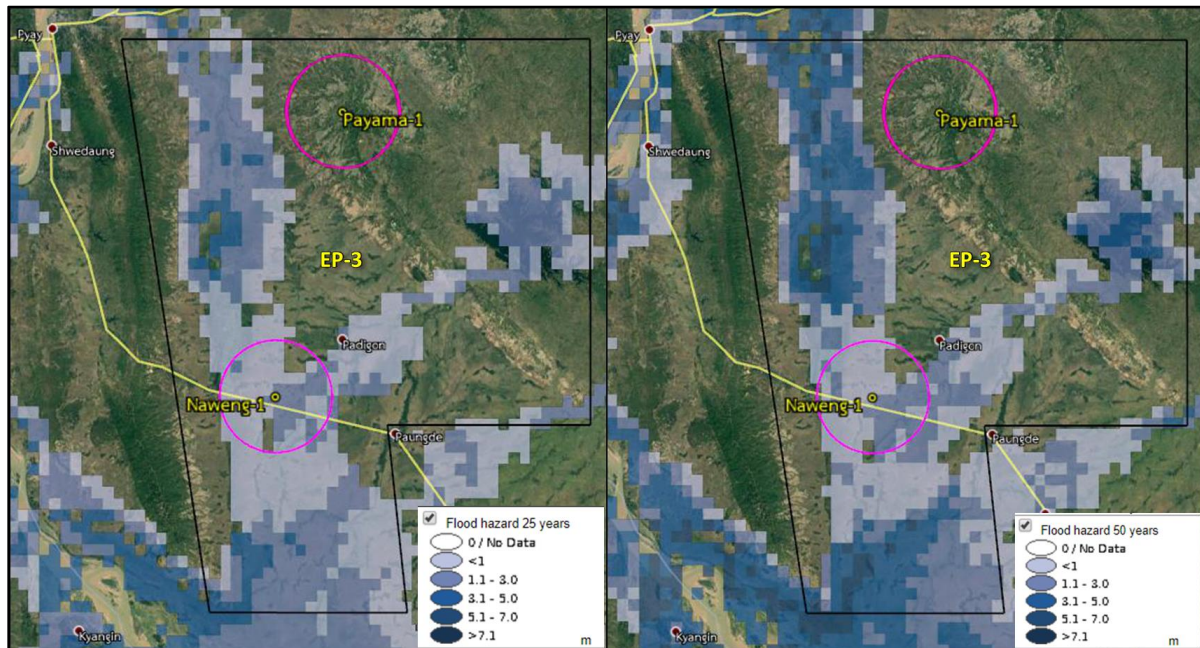 Pyay
Shwedaung
Payama-1
EP-3
Padigon
Naweng-1
Paungde
Kyangin
Flood hazard 25 years
0 / No Data
<1
1.1 - 3.0
3.1 - 5.0
5.1 - 7.0
>7.1
m
Pyay
Shwedaung
Payama-1
EP-3
Padigon
Naweng-1
Paungde
Kyangin
Flood hazard 50 years
0 / No Data
<1
1.1 - 3.0
3.1 - 5.0
5.1 - 7.0
>7.1
m